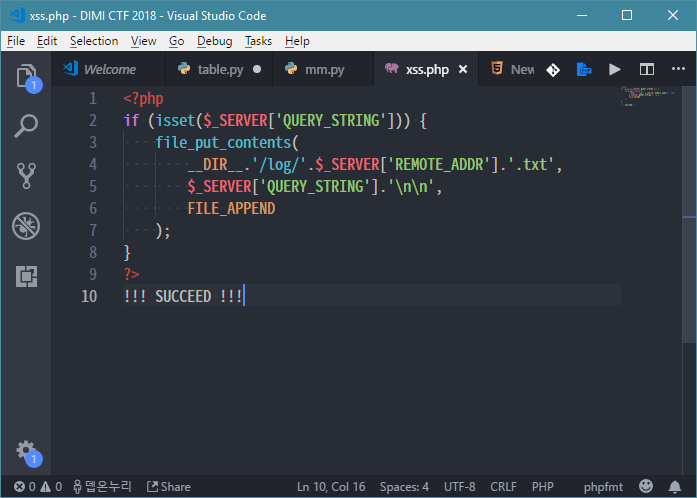 xss.php - DIMI CTF 2018 - Visual Studio Code
File Edit Selection View Go Debug Tasks Help
Welcome table.py mm.py xss.php New
1 <?php
2 if (isset($_SERVER['QUERY_STRING'])) {
3 file_put_contents(
4 __DIR__.'/log/'.$_SERVER['REMOTE_ADDR'].'.txt',
5 $_SERVER['QUERY_STRING'].'\n\n',
6 FILE_APPEND
7 );
8 }
9 ?>
10 !!! SUCCEED !!!
1
1
0 0 뎁온누리 Share Ln 10, Col 16 Spaces: 4 UTF-8 CRLF PHP phpfmt